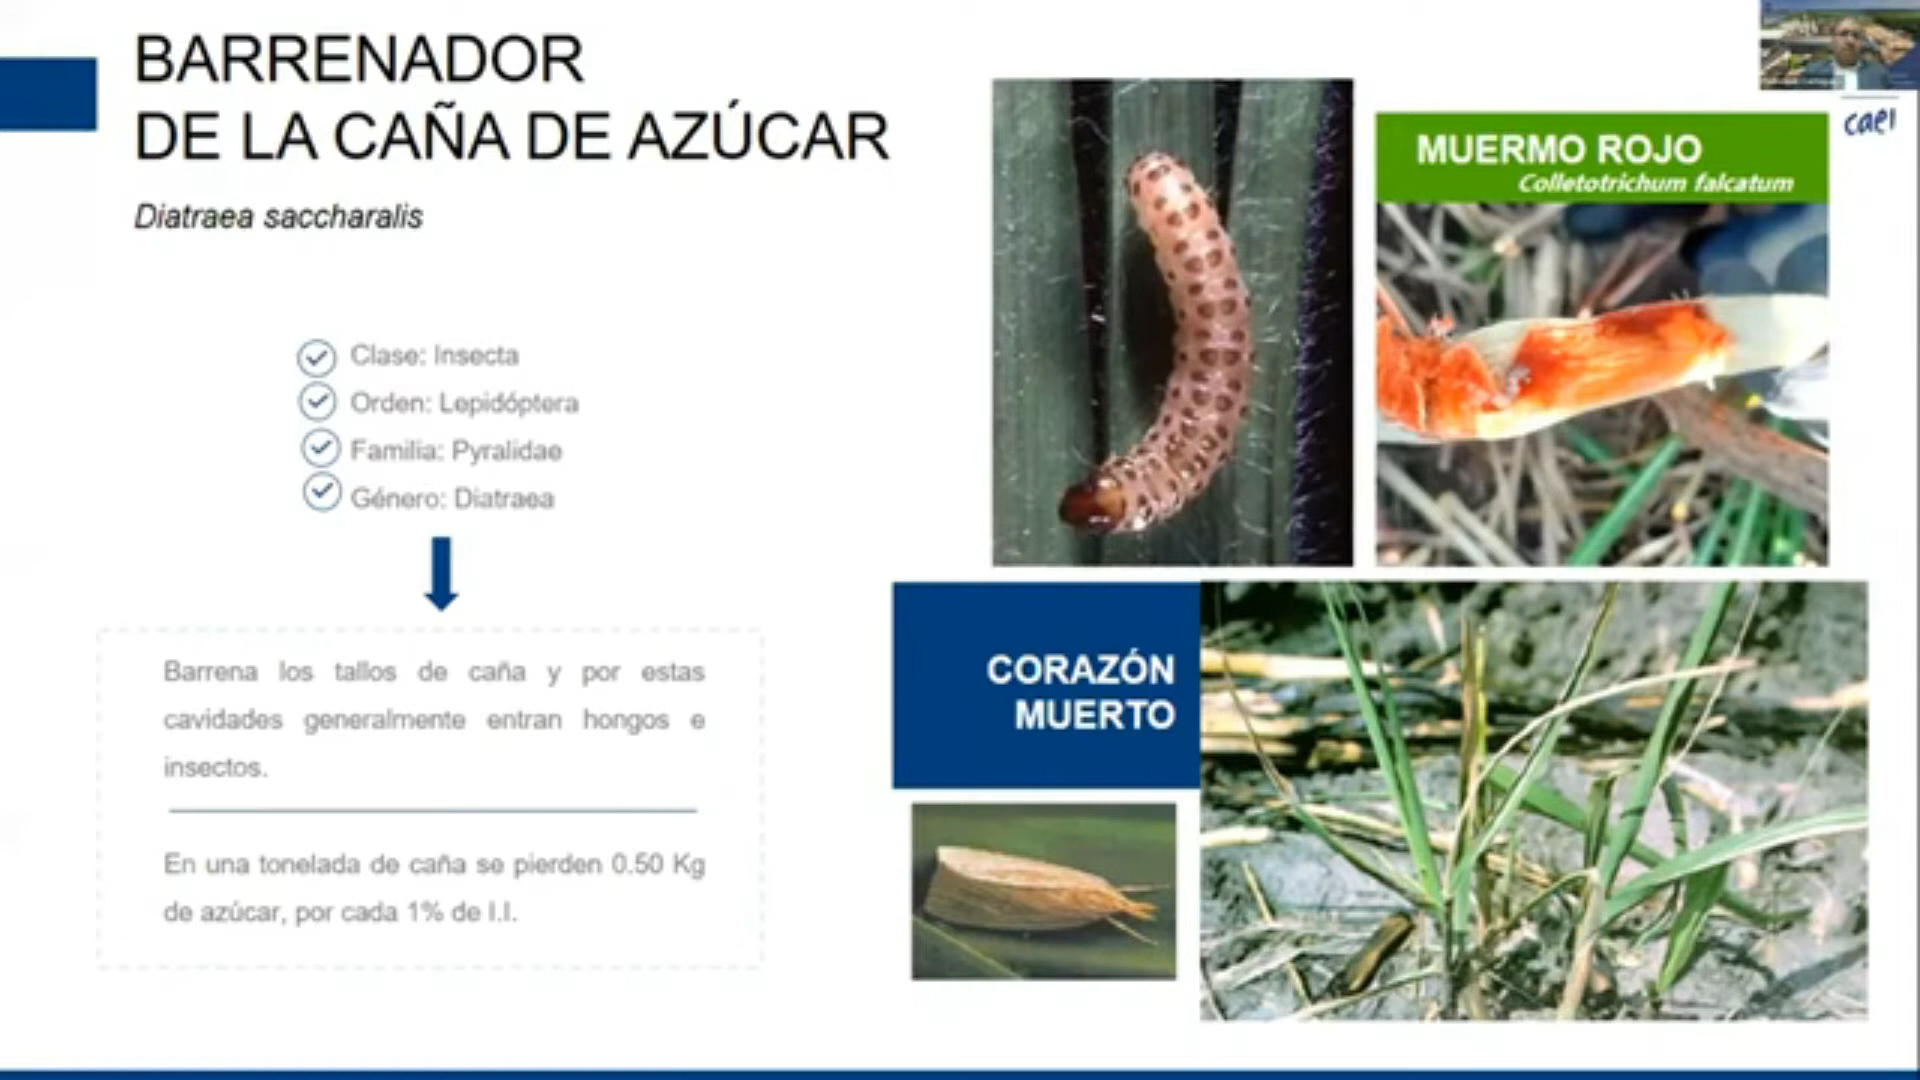 BARRENADOR
DE LA CAÑA DE AZÚCAR
Diatraea saccharalis
Clase: Insecta
Orden: Lepidóptera
Familia: Pyralidae
Género: Diatraea
Barrena los tallos de caña y por estas
cavidades generalmente entran hongos e
insectos.
En una tonelada de caña se pierden 0.50 Kg
de azúcar, por cada 1% de I.I.
MUERMO ROJO
Colletotrichum falcatum
caei
CORAZÓN
MUERTO